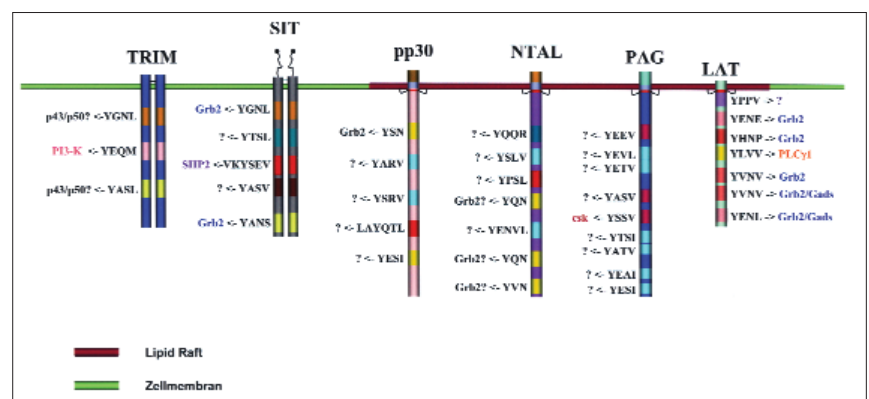 TRIM
p43/p50? <- YGNL
PI3-K <- YEQM
p43/p50? <- YASL
SIT
Grb2 <- YGNL
? <- YTSL
SHP2 <-VKYSEV
? <- YASV
Grb2 <- YANS
pp30
Grb2 <- YSN
? <- YARV
? <- YSRV
? <- LAYQTL
? <- YESI
NTAL
? <- YQQR
? <- YSLV
? <- YPSL
Grb2? <- YQN
? <- YENVL
Grb2? <- YQN
Grb2? <- YVN
PAG
? <- YEEV
? <- YEVL
? <- YETV
? <- YASV
csk <- YSSV
? <- YTSI
? <- YATV
? <- YEAI
? <- YESI
LAT
YPPV -> ?
YENE -> Grb2
YHNP -> Grb2
YLVV -> PLCγ1
YVNV -> Grb2
YVNV -> Grb2/Gads
YENL -> Grb2/Gads
Lipid Raft
Zellmembran